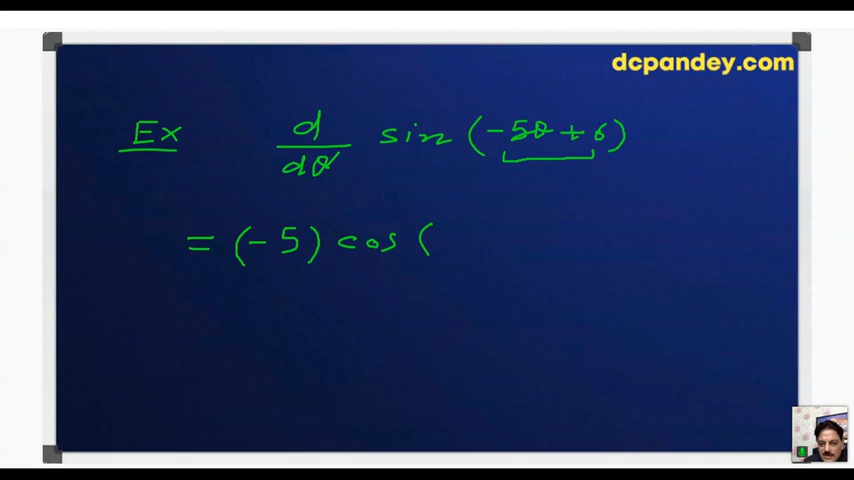 dcpandey.com
Ex d/dθ sin (-5θ + 6)
= (-5) cos (